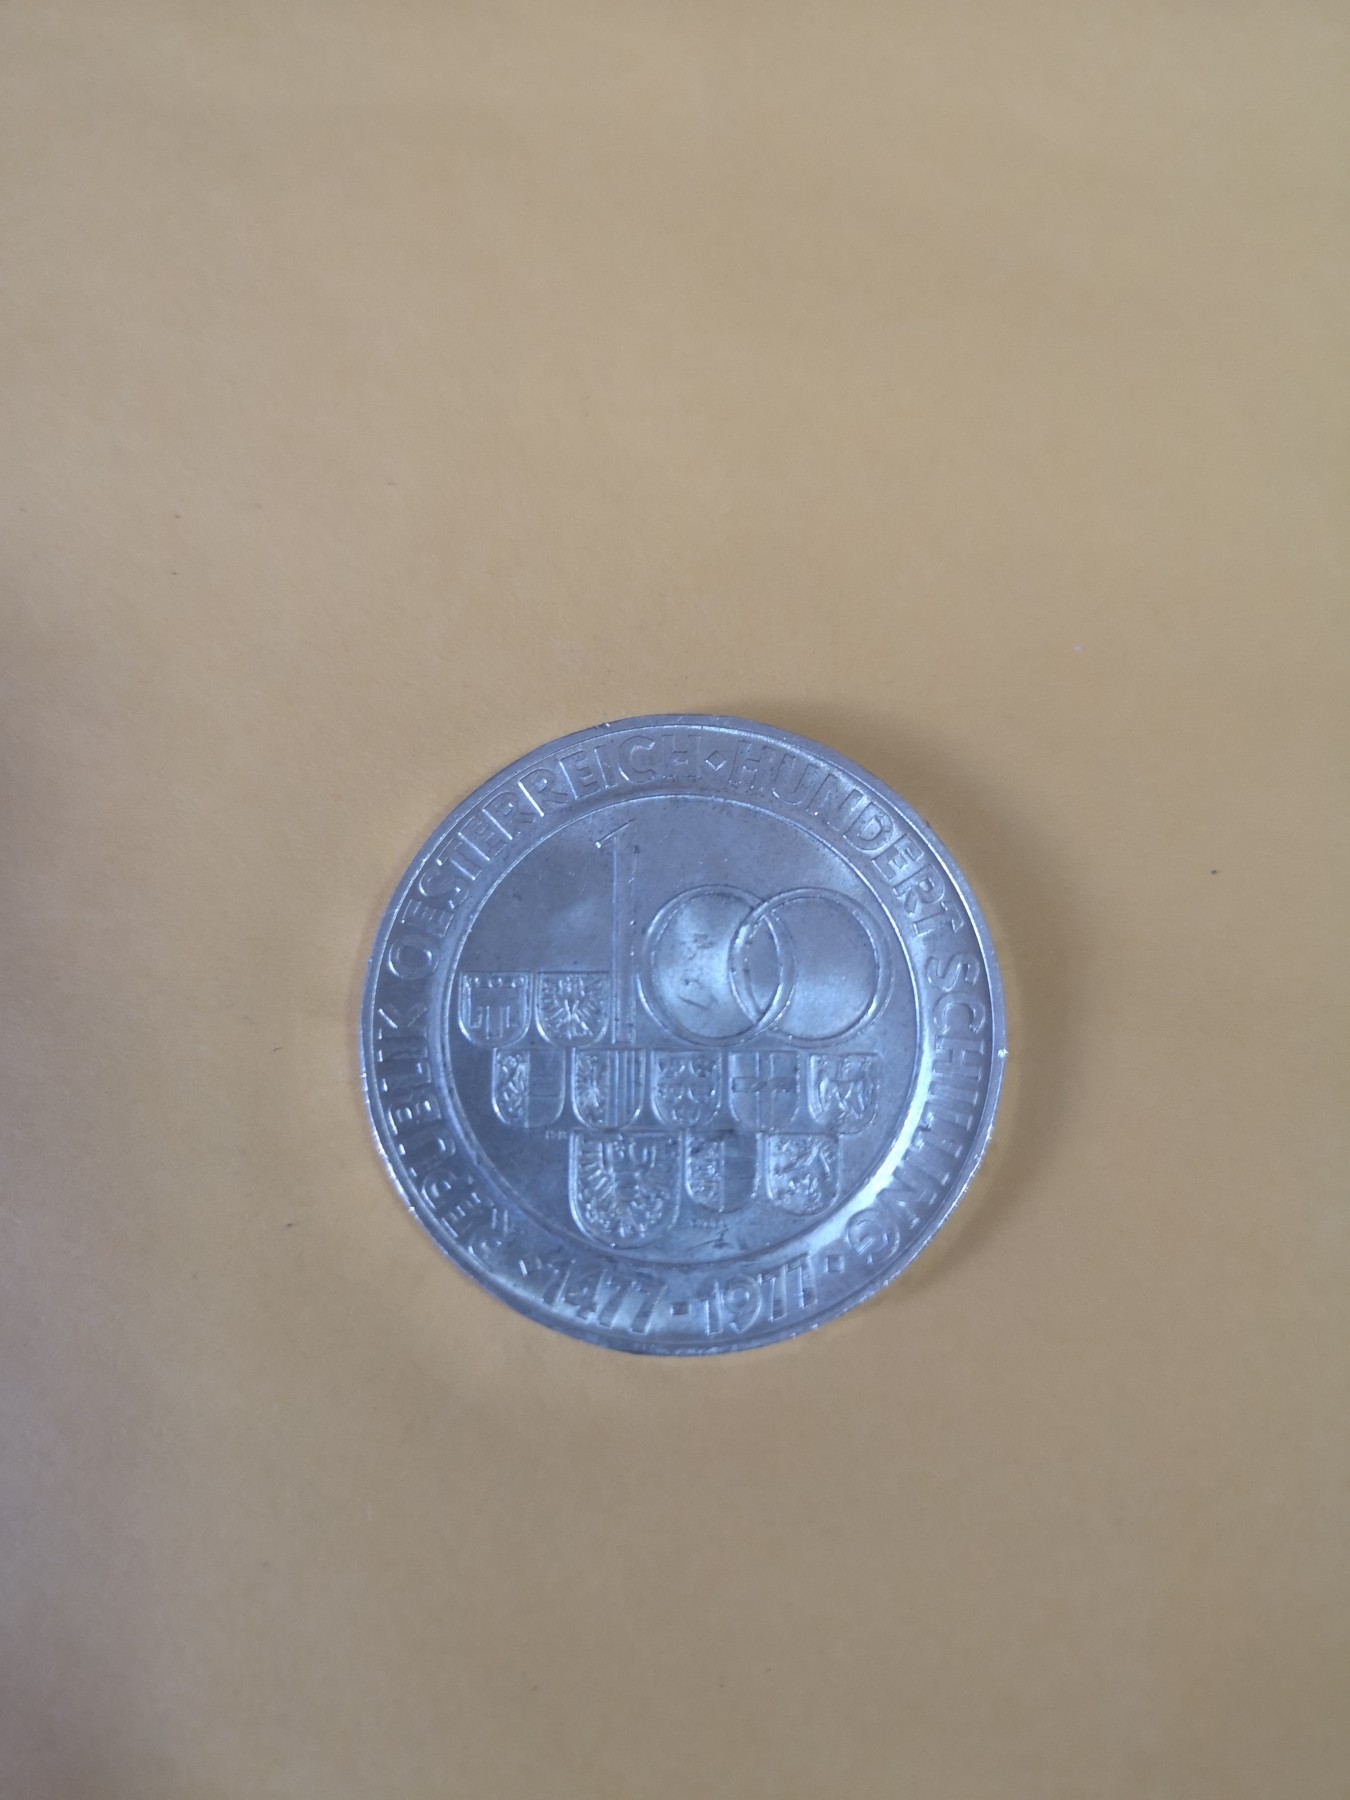 REPUBLIK OESTERREICH · HUNDERT SCHILLING ·
1477-1977
100